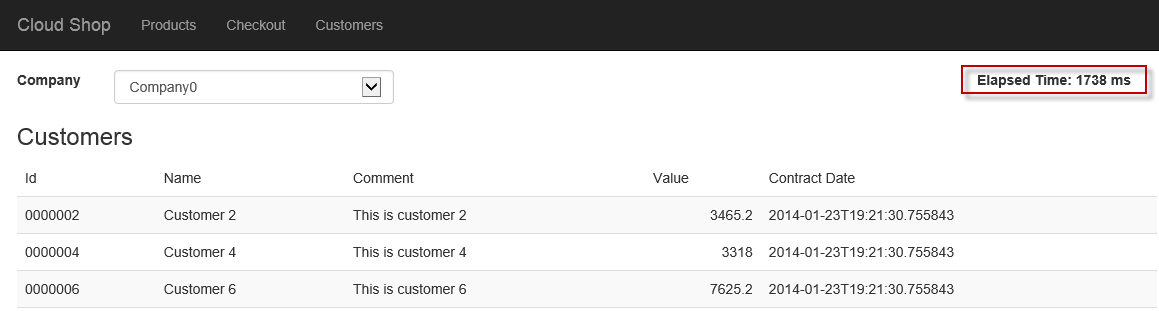 Cloud Shop Products Checkout Customers
Company Company0 Elapsed Time: 1738 ms
Customers
Id Name Comment Value Contract Date
0000002 Customer 2 This is customer 2 3465.2 2014-01-23T19:21:30.755843
0000004 Customer 4 This is customer 4 3318 2014-01-23T19:21:30.755843
0000006 Customer 6 This is customer 6 7625.2 2014-01-23T19:21:30.755843